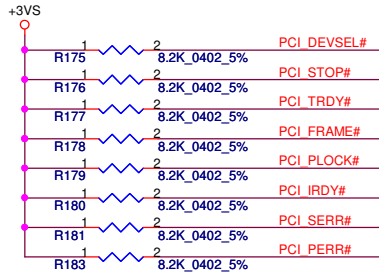 +3VS
1 2 PCI_DEVSEL#
R175 8.2K_0402_5%
1 2 PCI_STOP#
R176 8.2K_0402_5%
1 2 PCI_TRDY#
R177 8.2K_0402_5%
1 2 PCI_FRAME#
R178 8.2K_0402_5%
1 2 PCI_PLOCK#
R179 8.2K_0402_5%
1 2 PCI_IRDY#
R180 8.2K_0402_5%
1 2 PCI_SERR#
R181 8.2K_0402_5%
1 2 PCI_PERR#
R183 8.2K_0402_5%